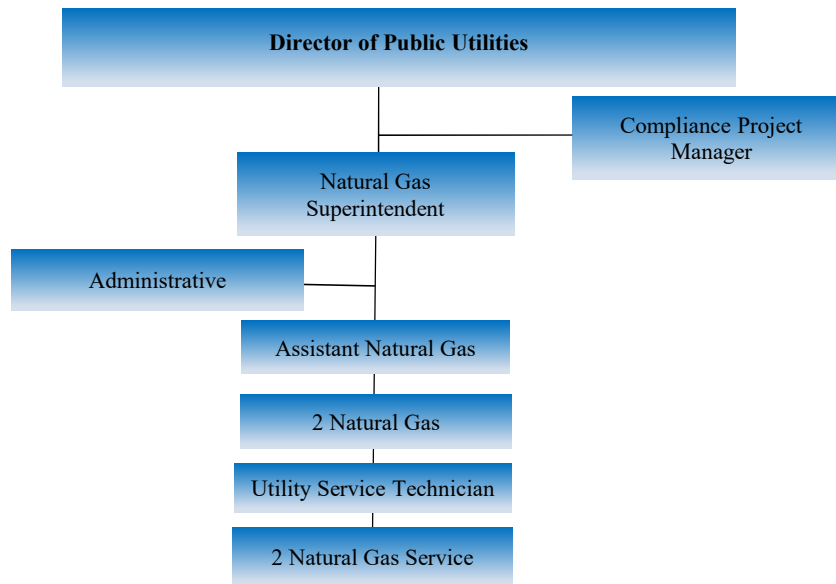 Director of Public Utilities
Compliance Project
Manager
Natural Gas
Superintendent
Administrative
Assistant Natural Gas
2 Natural Gas
Utility Service Technician
2 Natural Gas Service